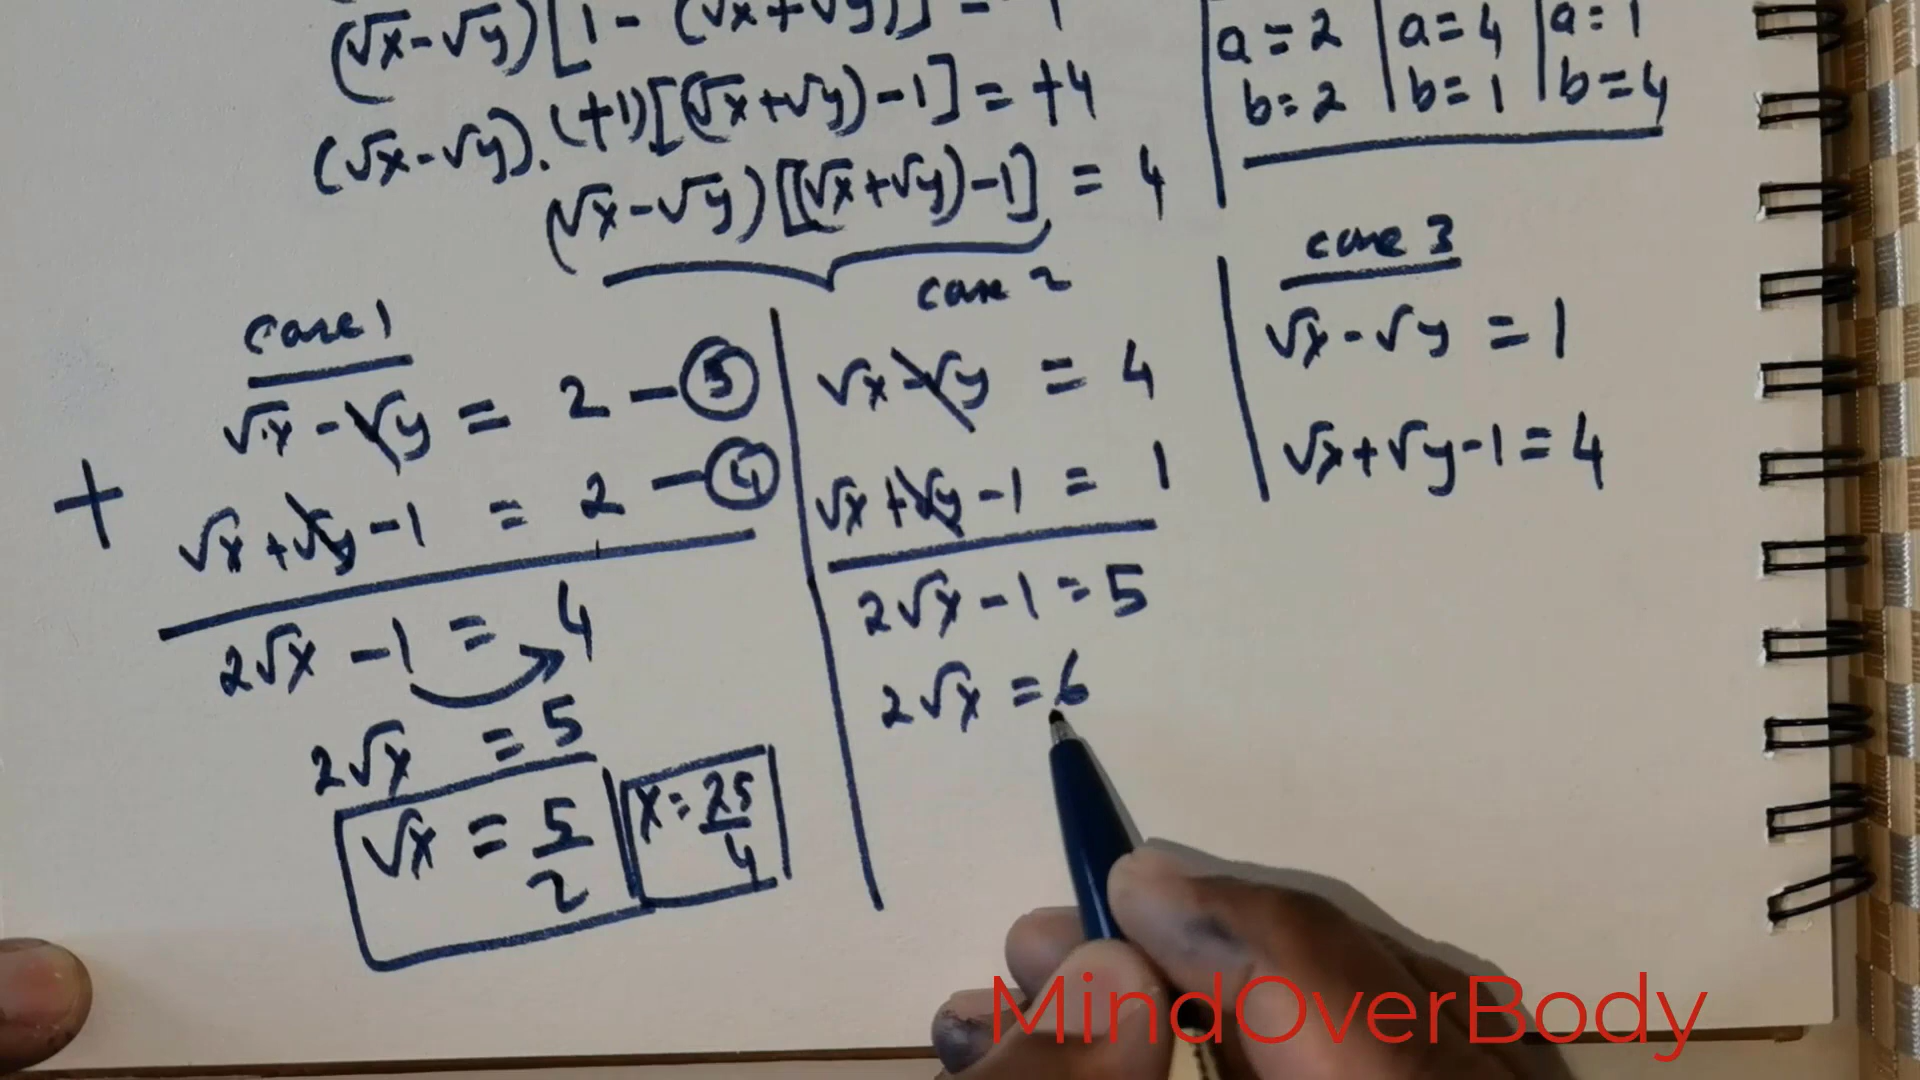 (√x-√y)[1-(√x+√y)] =
(√x-√y).(+1)[(√x+√y)-1] = +4
(√x-√y)[(√x+√y)-1] = 4
a=2 | a=4 | a=1
b=2 | b=1 | b=4
case 1
√x-√y = 2 - ③
+ √x+√y-1 = 2 - ④
2√x -1 = 4
2√x = 5
√x = 5/2
x = 25/4
case 2
√x-√y = 4
√x+√y-1 = 1
2√x-1=5
2√x=6
case 3
√x-√y = 1
√x+√y-1=4
MindOverBody